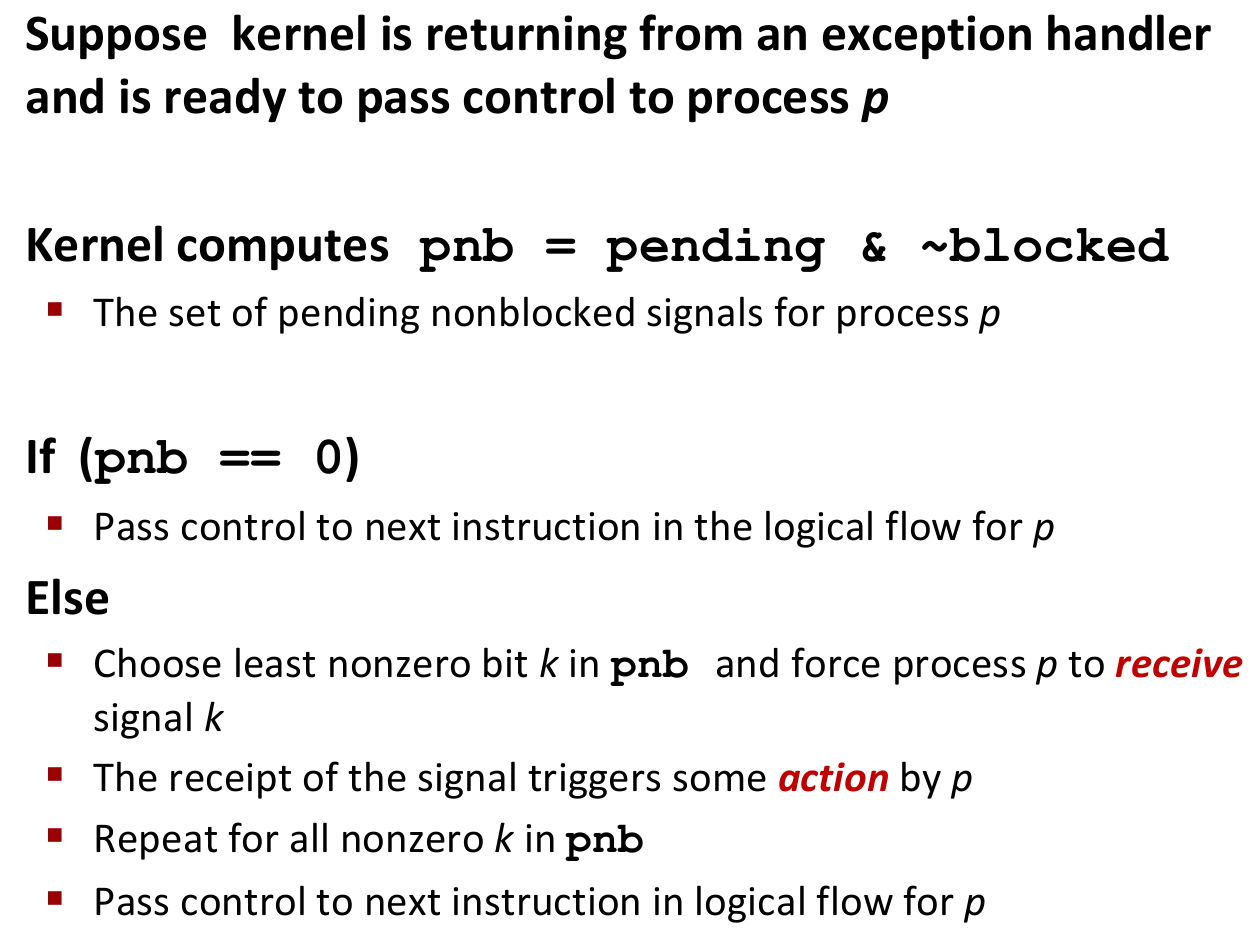 Suppose kernel is returning from an exception handler
and is ready to pass control to process p
Kernel computes pnb = pending & ~blocked
▪ The set of pending nonblocked signals for process p
If (pnb == 0)
▪ Pass control to next instruction in the logical flow for p
Else
▪ Choose least nonzero bit k in pnb and force process p to receive
signal k
▪ The receipt of the signal triggers some action by p
▪ Repeat for all nonzero k in pnb
▪ Pass control to next instruction in logical flow for p